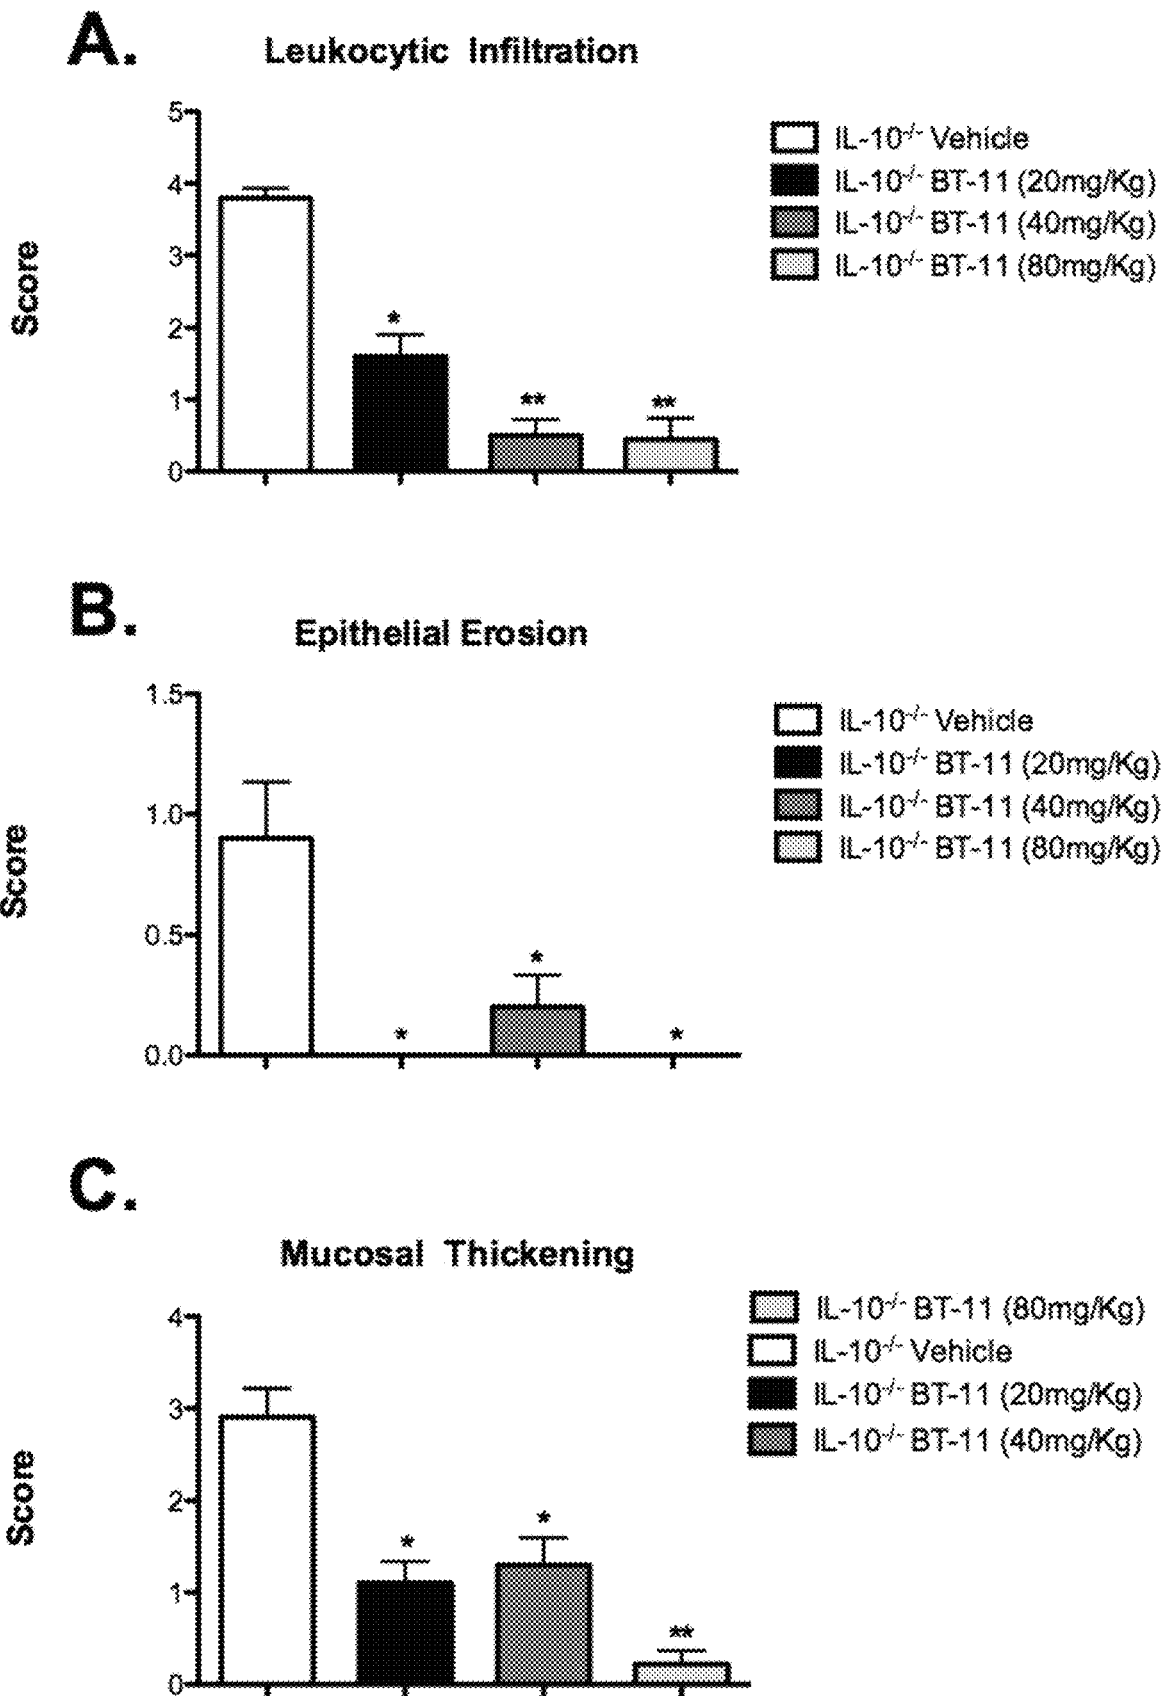 A.
Leukocytic Infiltration
5
4
3
2
1
0
Score
*
**
**
IL-10-/- Vehicle
IL-10-/- BT-11 (20mg/Kg)
IL-10-/- BT-11 (40mg/Kg)
IL-10-/- BT-11 (80mg/Kg)
B.
Epithelial Erosion
1.5
1.0
0.5
0.0
Score
*
*
*
IL-10-/- Vehicle
IL-10-/- BT-11 (20mg/Kg)
IL-10-/- BT-11 (40mg/Kg)
IL-10-/- BT-11 (80mg/Kg)
C.
Mucosal Thickening
4
3
2
1
0
Score
*
*
**
IL-10-/- BT-11 (80mg/Kg)
IL-10-/- Vehicle
IL-10-/- BT-11 (20mg/Kg)
IL-10-/- BT-11 (40mg/Kg)